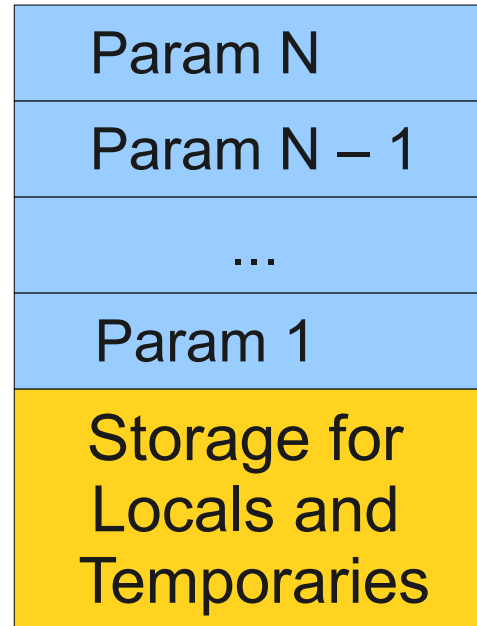 Param N
Param N – 1
...
Param 1
Storage for
Locals and
Temporaries